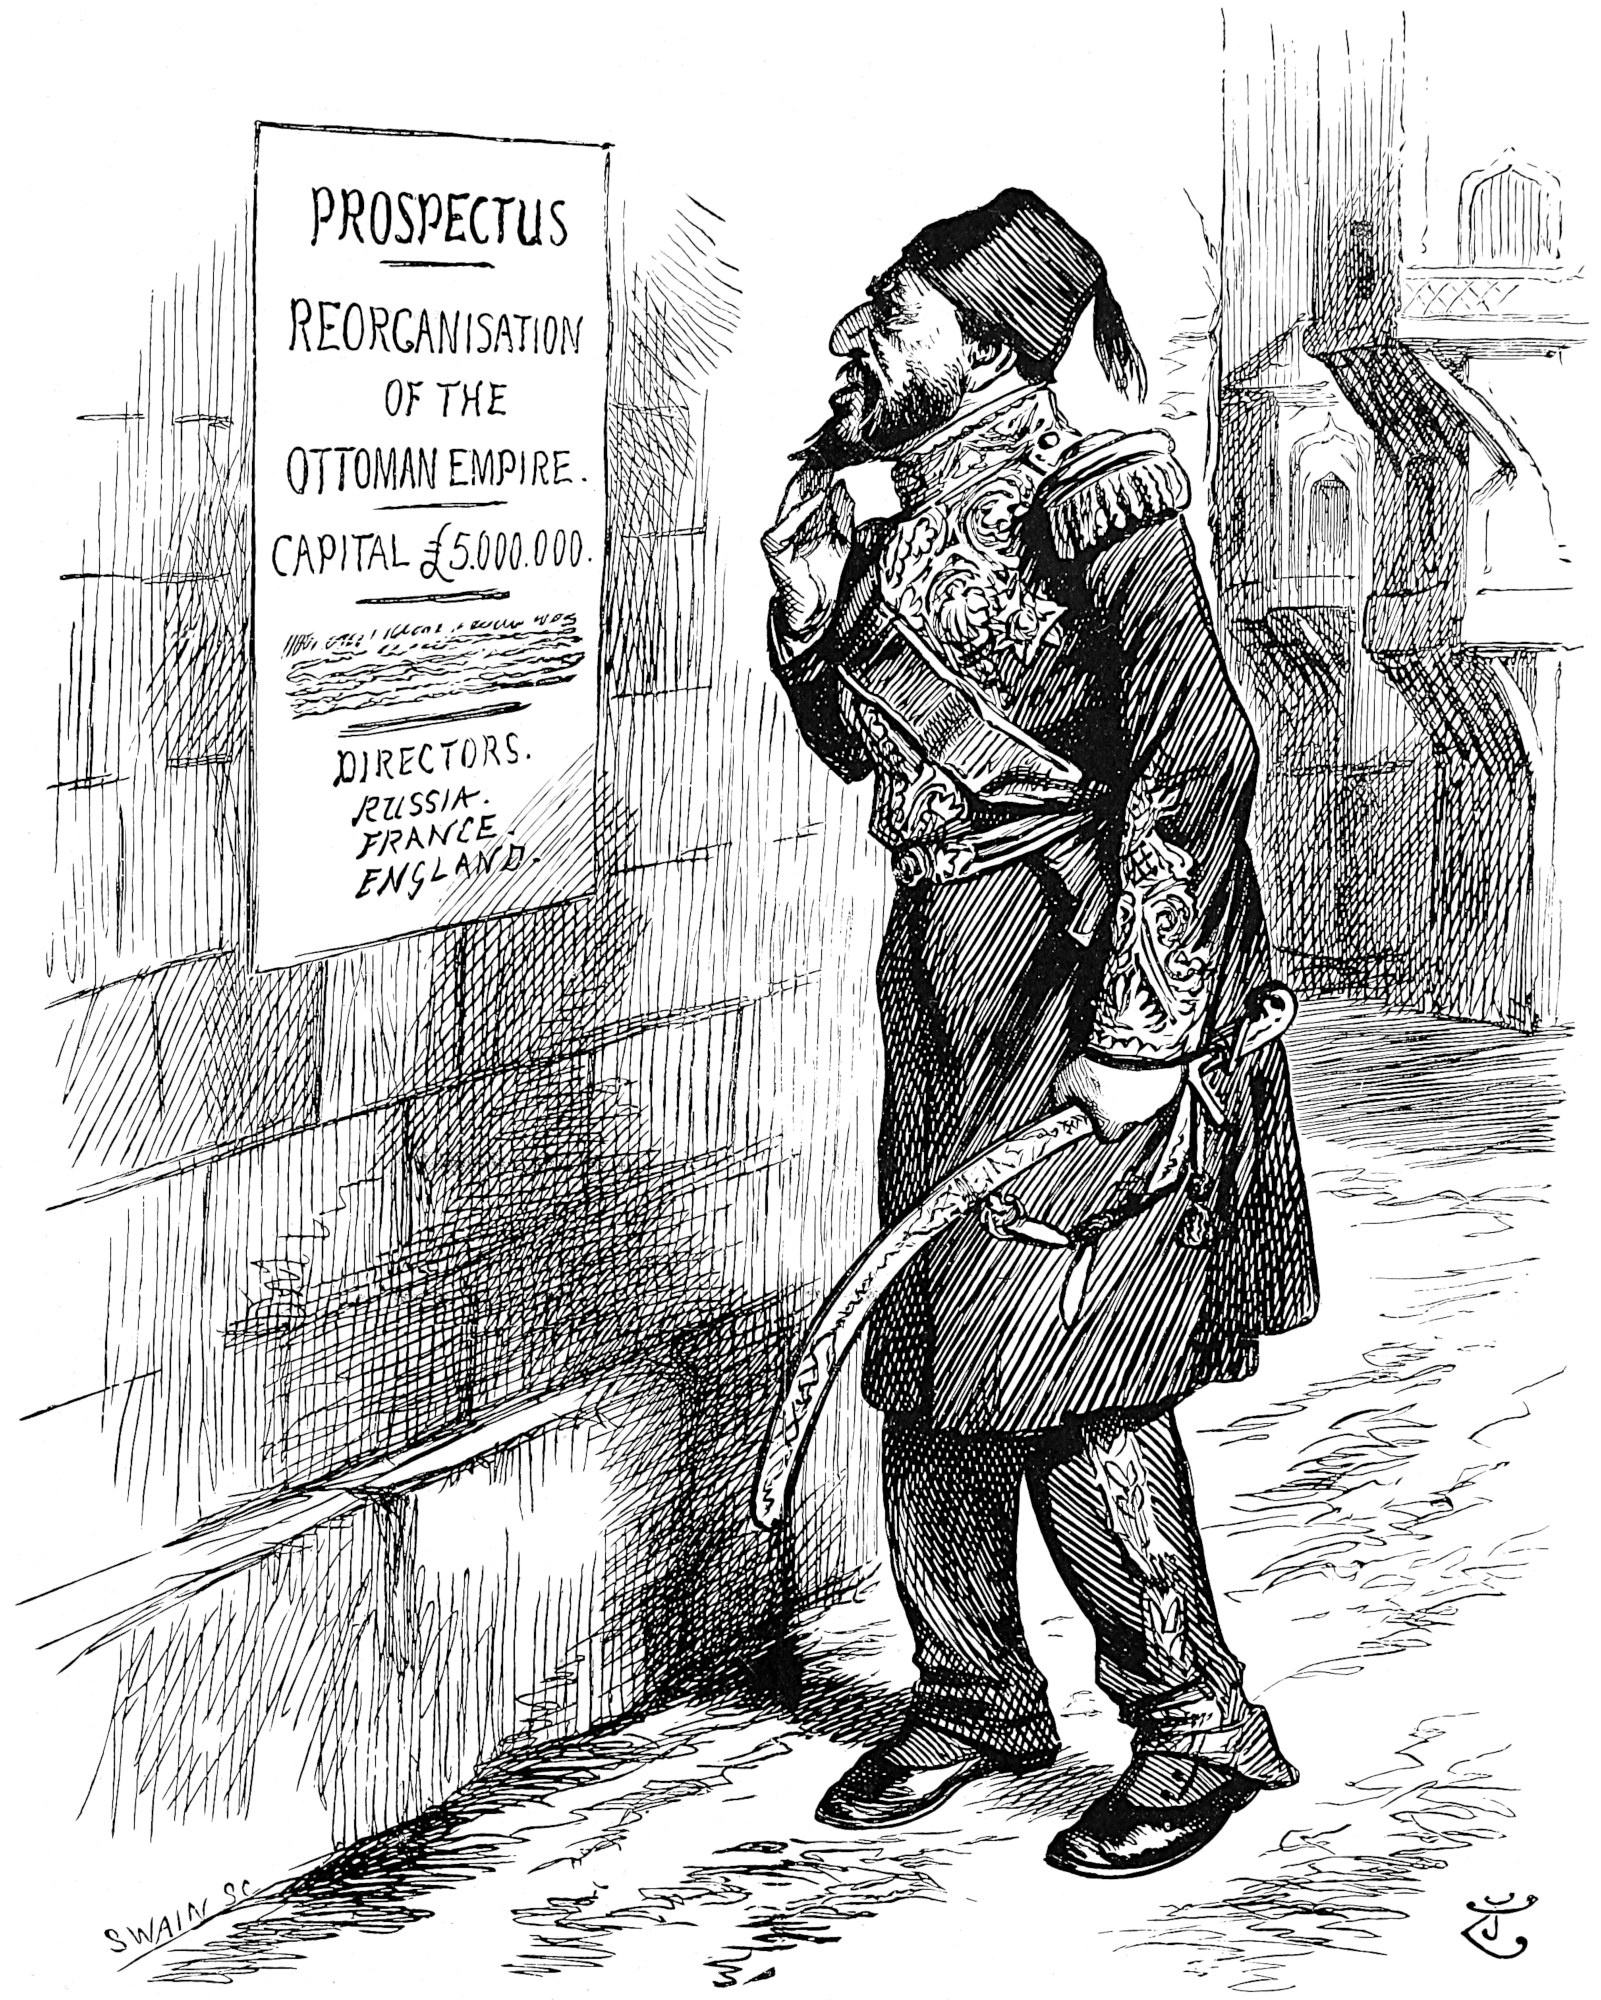 PROSPECTUS
REORGANISATION
OF THE
OTTOMAN EMPIRE.
CAPITAL £5.000.000.
DIRECTORS.
RUSSIA.
FRANCE.
ENGLAND.
SWAIN SC